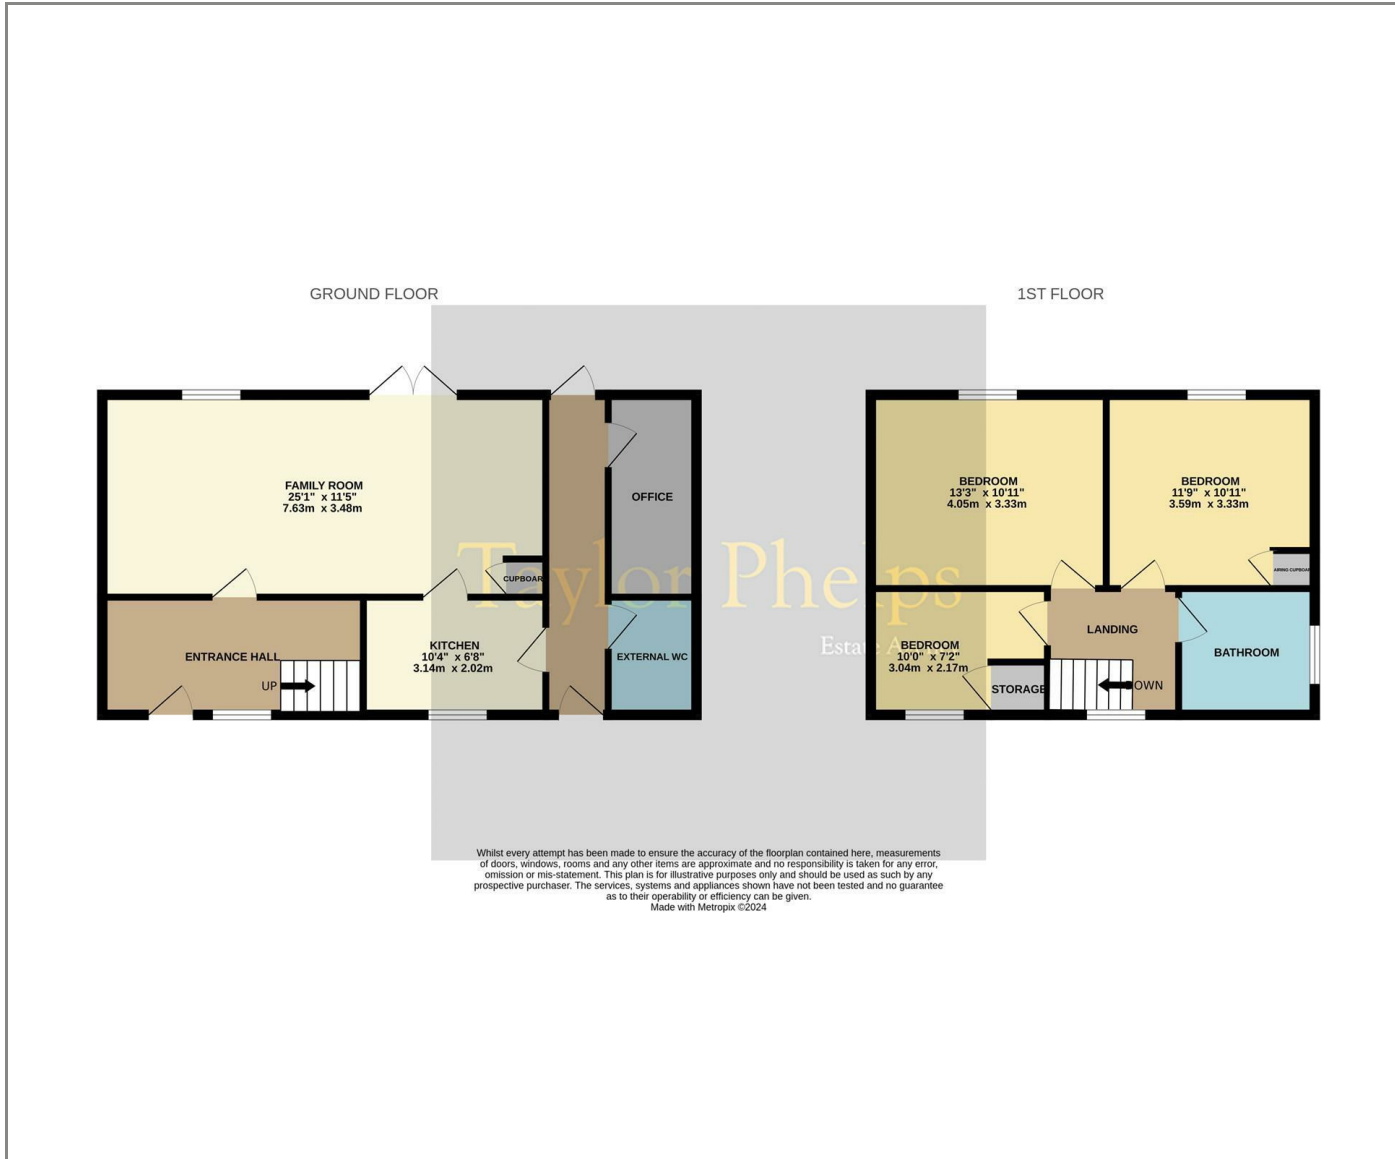 GROUND FLOOR
1ST FLOOR
FAMILY ROOM
25'1" x 11'5"
7.63m x 3.48m
OFFICE
CUPBOAR
KITCHEN
10'4" x 6'8"
3.14m x 2.02m
ENTRANCE HALL
UP
EXTERNAL WC
BEDROOM
13'3" x 10'11"
4.05m x 3.33m
BEDROOM
11'9" x 10'11"
3.59m x 3.33m
AIRING CUPBOAR
BEDROOM
10'0" x 7'2"
3.04m x 2.17m
STORAGE
LANDING
OWN
BATHROOM
Taylor Phelps
Estate
Whilst every attempt has been made to ensure the accuracy of the floorplan contained here, measurements
of doors, windows, rooms and any other items are approximate and no responsibility is taken for any error,
omission or mis-statement. This plan is for illustrative purposes only and should be used as such by any
prospective purchaser. The services, systems and appliances shown have not been tested and no guarantee
as to their operability or efficiency can be given.
Made with Metropix ©2024